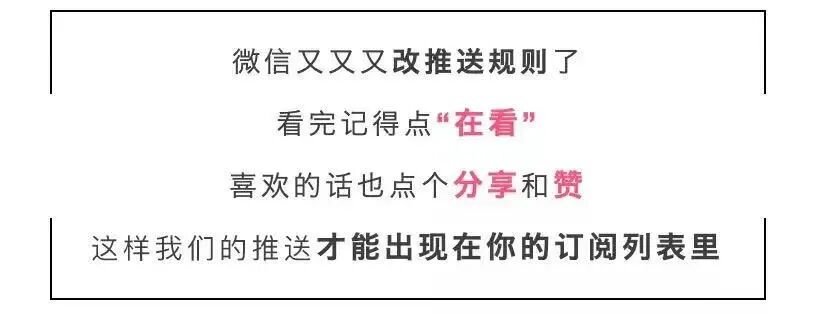 微信又又又改推送规则了
看完记得点“在看”
喜欢的话也点个分享和赞
这样我们的推送才能出现在你的订阅列表里